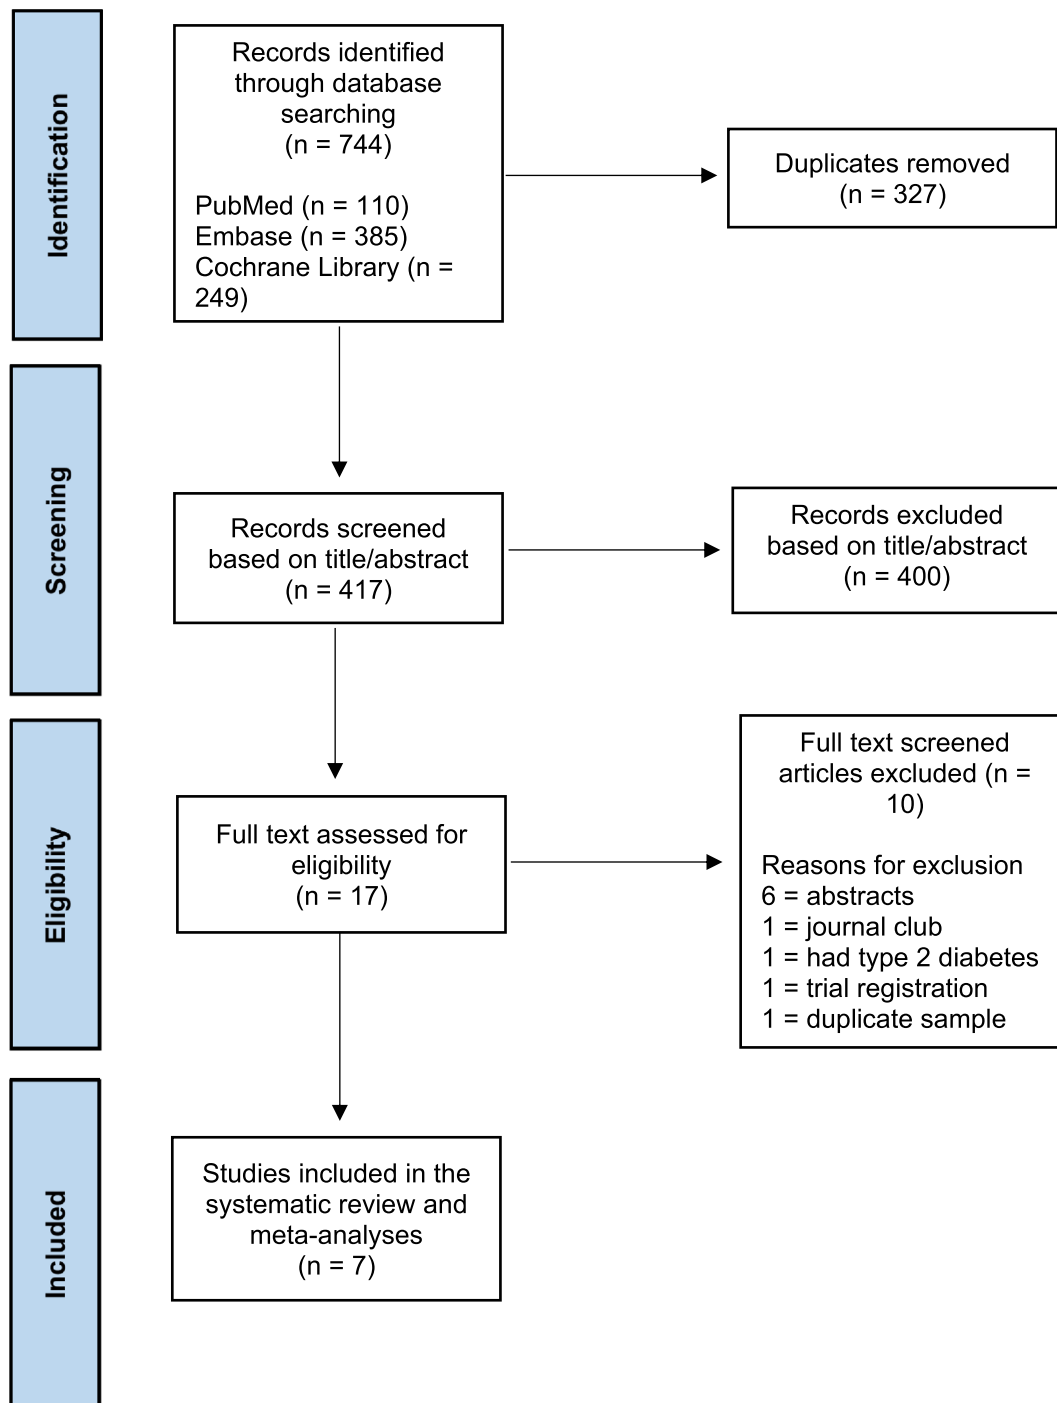 Identification
Records identified
through database
searching
(n = 744)
PubMed (n = 110)
Embase (n = 385)
Cochrane Library (n =
249)
Duplicates removed
(n = 327)
Screening
Records screened
based on title/abstract
(n = 417)
Records excluded
based on title/abstract
(n = 400)
Eligibility
Full text assessed for
eligibility
(n = 17)
Full text screened
articles excluded (n =
10)
Reasons for exclusion
6 = abstracts
1 = journal club
1 = had type 2 diabetes
1 = trial registration
1 = duplicate sample
Included
Studies included in the
systematic review and
meta-analyses
(n = 7)